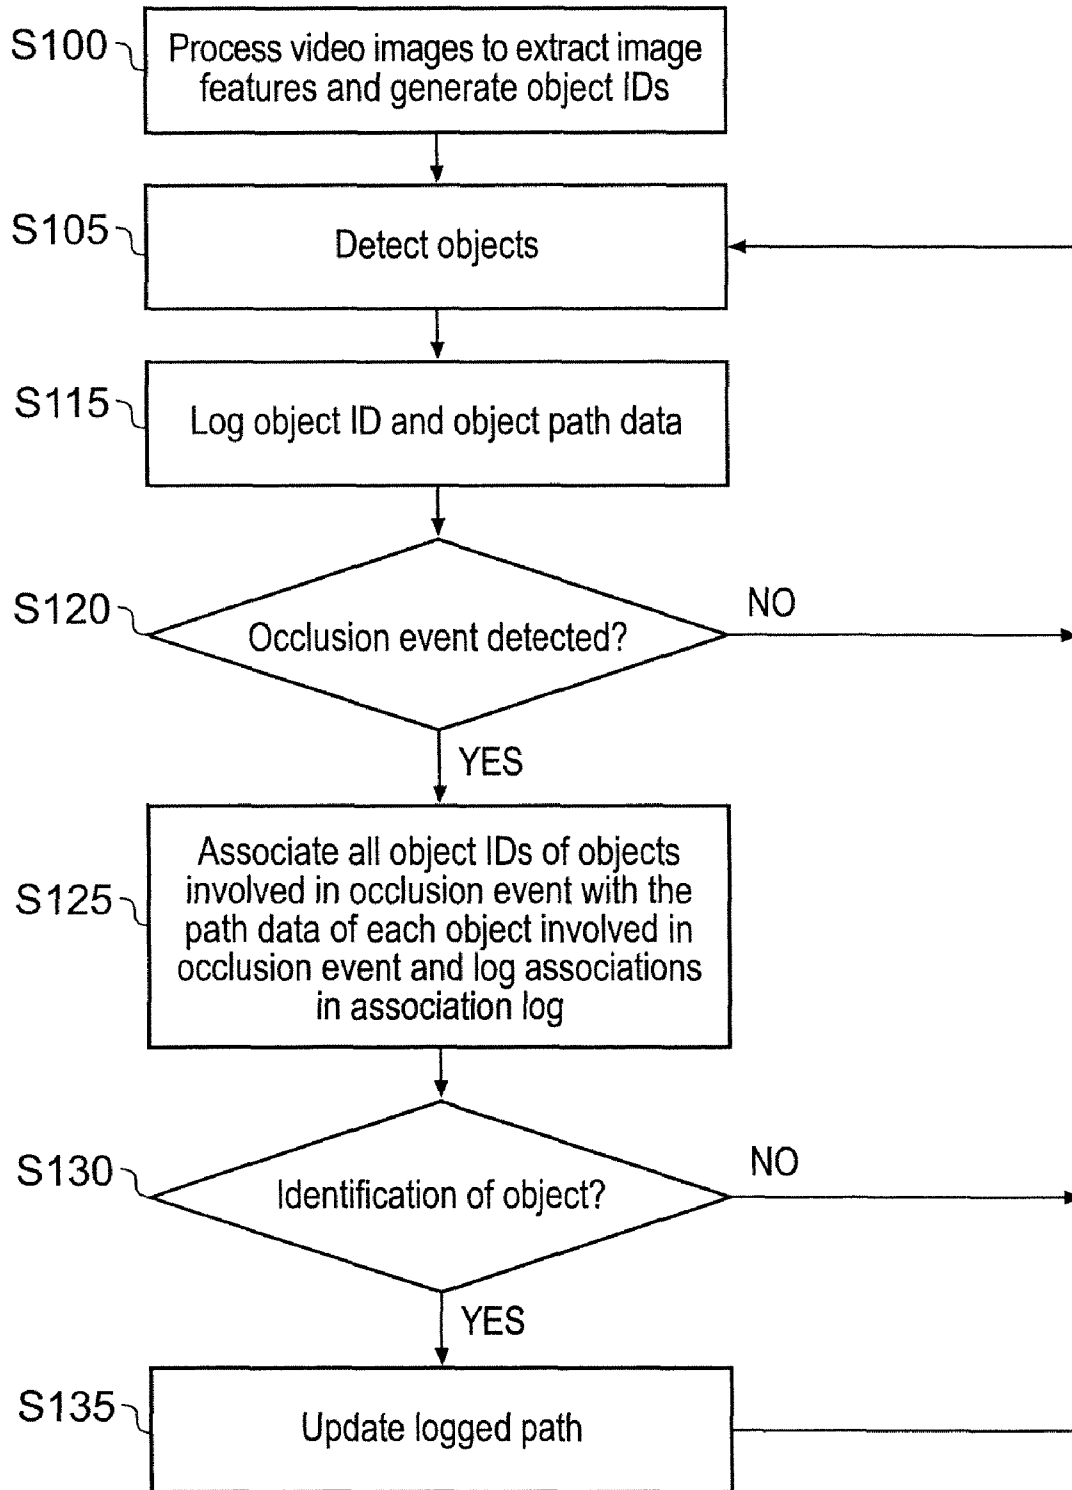 S100
Process video images to extract image
features and generate object IDs
S105
Detect objects
S115
Log object ID and object path data
S120
Occlusion event detected?
NO
YES
S125
Associate all object IDs of objects
involved in occlusion event with the
path data of each object involved in
occlusion event and log associations
in association log
S130
Identification of object?
NO
YES
S135
Update logged path